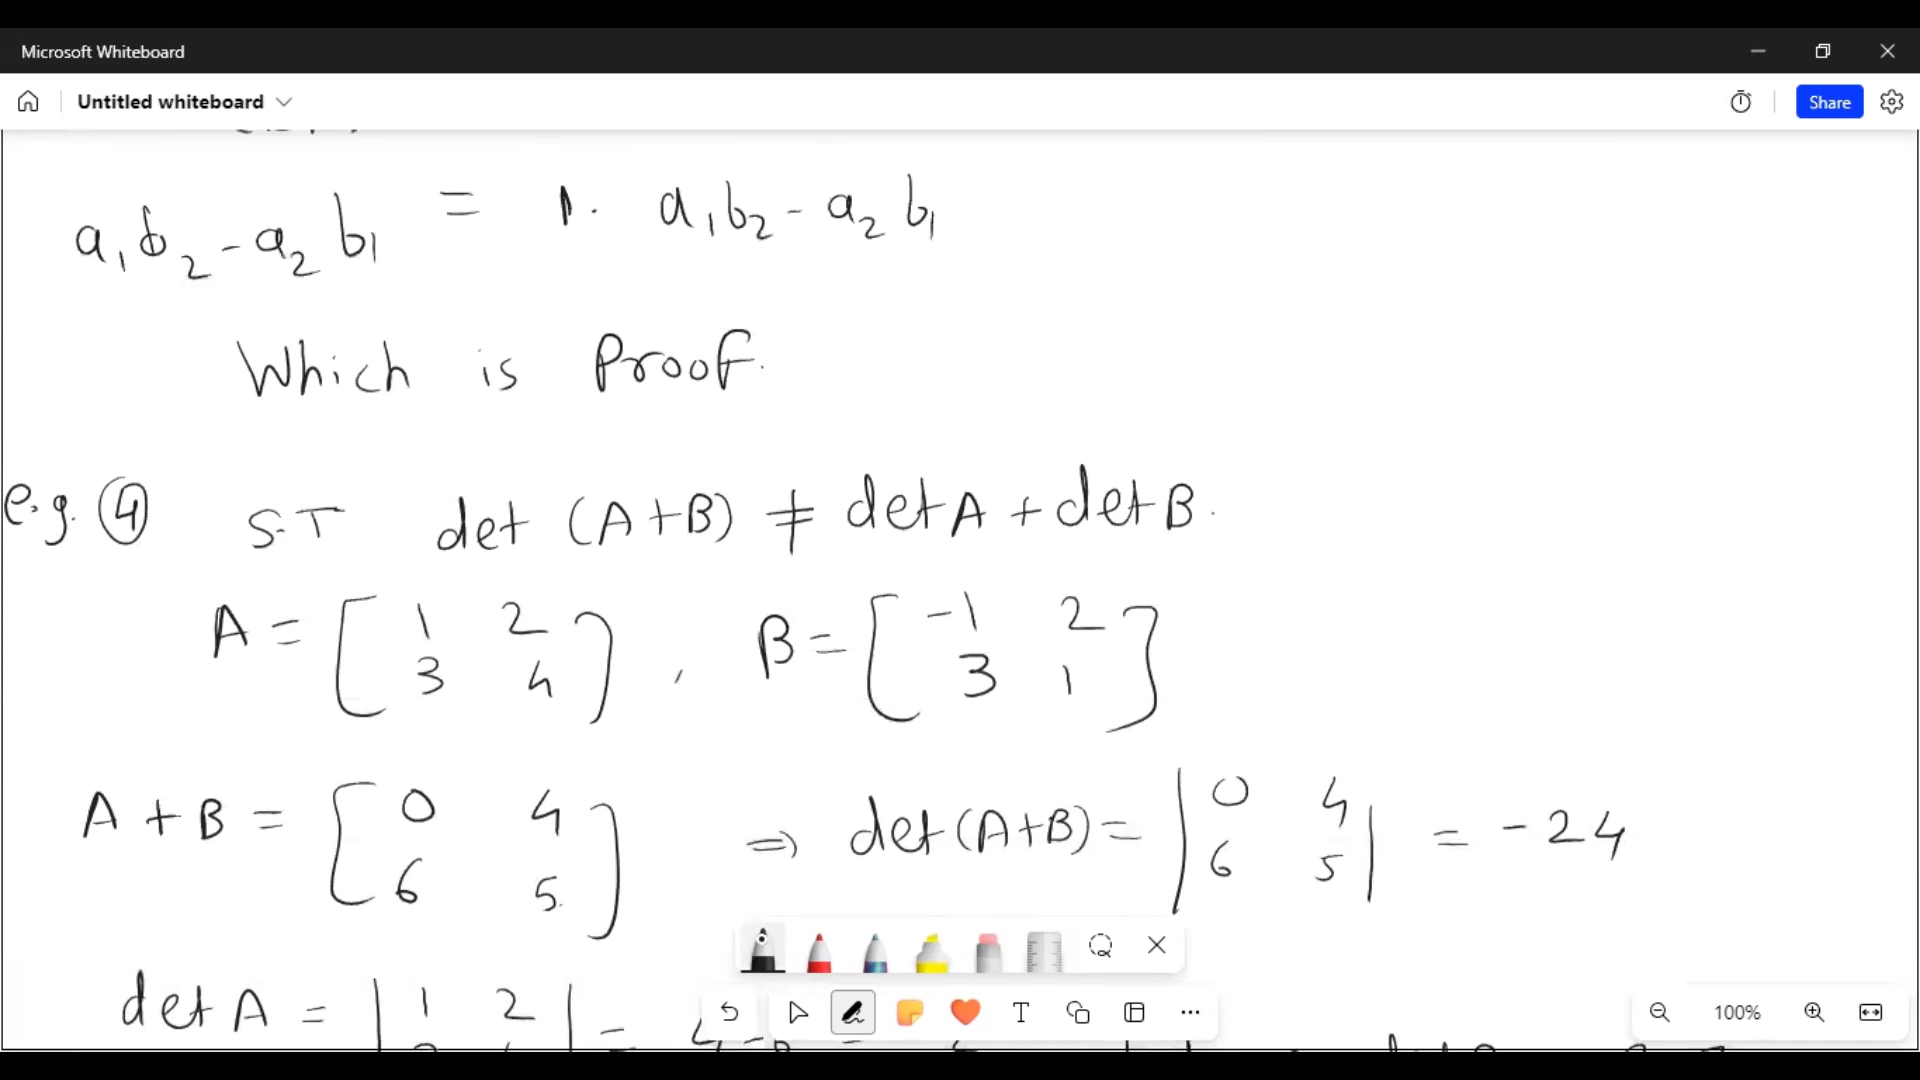 Microsoft Whiteboard
Untitled whiteboard
Share
a₁b₂ - a₂b₁ = 1. a₁b₂ - a₂b₁
Which is Proof.
e.g. ④ S.T det (A+B) ≠ det A + det B.
A = [ 1 2
3 4 ] , B = [ -1 2
3 1 ]
A + B = [ 0 4
6 5. ] ⇒ det (A+B) = | 0 4
6 5 | = -24
det A = | 1 2 | =
100%